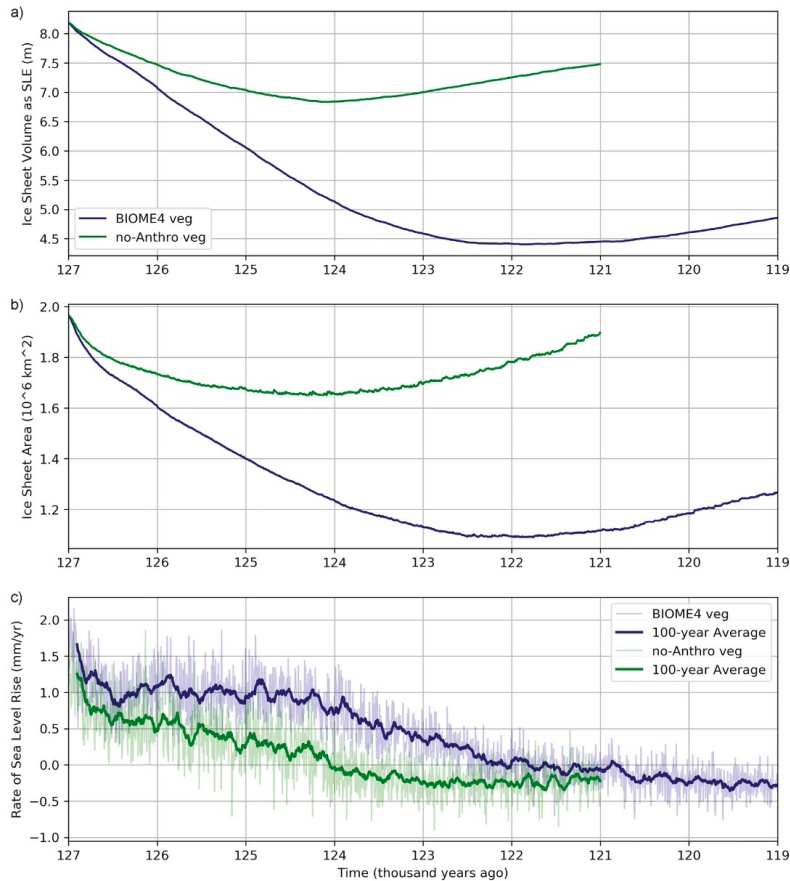 a)
Ice Sheet Volume as SLE (m)
8.0
7.5
7.0
6.5
6.0
5.5
5.0
4.5
BIOME4 veg
no-Anthro veg
127 126 125 124 123 122 121 120 119
b)
Ice Sheet Area (10^6 km^2)
2.0
1.8
1.6
1.4
1.2
127 126 125 124 123 122 121 120 119
c)
Rate of Sea Level Rise (mm/yr)
2.0
1.5
1.0
0.5
0.0
−0.5
−1.0
BIOME4 veg
100-year Average
no-Anthro veg
100-year Average
127 126 125 124 123 122 121 120 119
Time (thousand years ago)